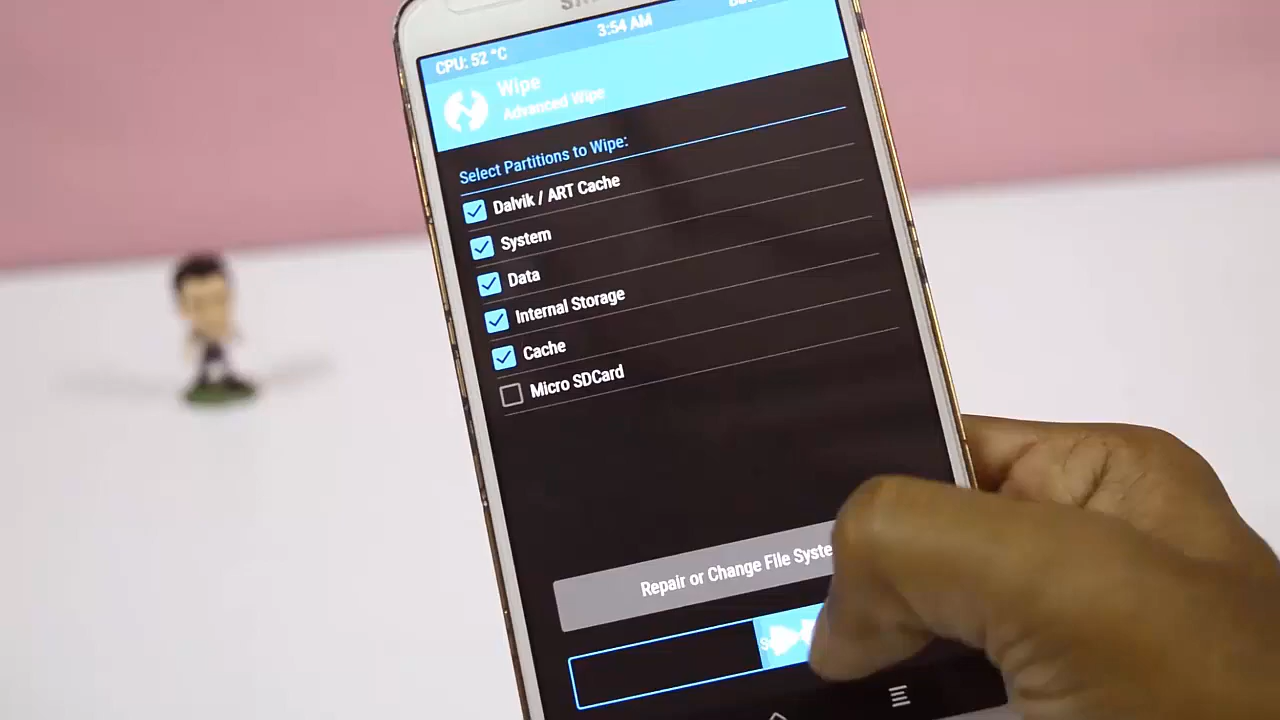 CPU: 52 °C
3:54 AM
Wipe
Advanced Wipe
Select Partitions to Wipe:
Dalvik / ART Cache
System
Data
Internal Storage
Cache
Micro SDCard
Repair or Change File Syste